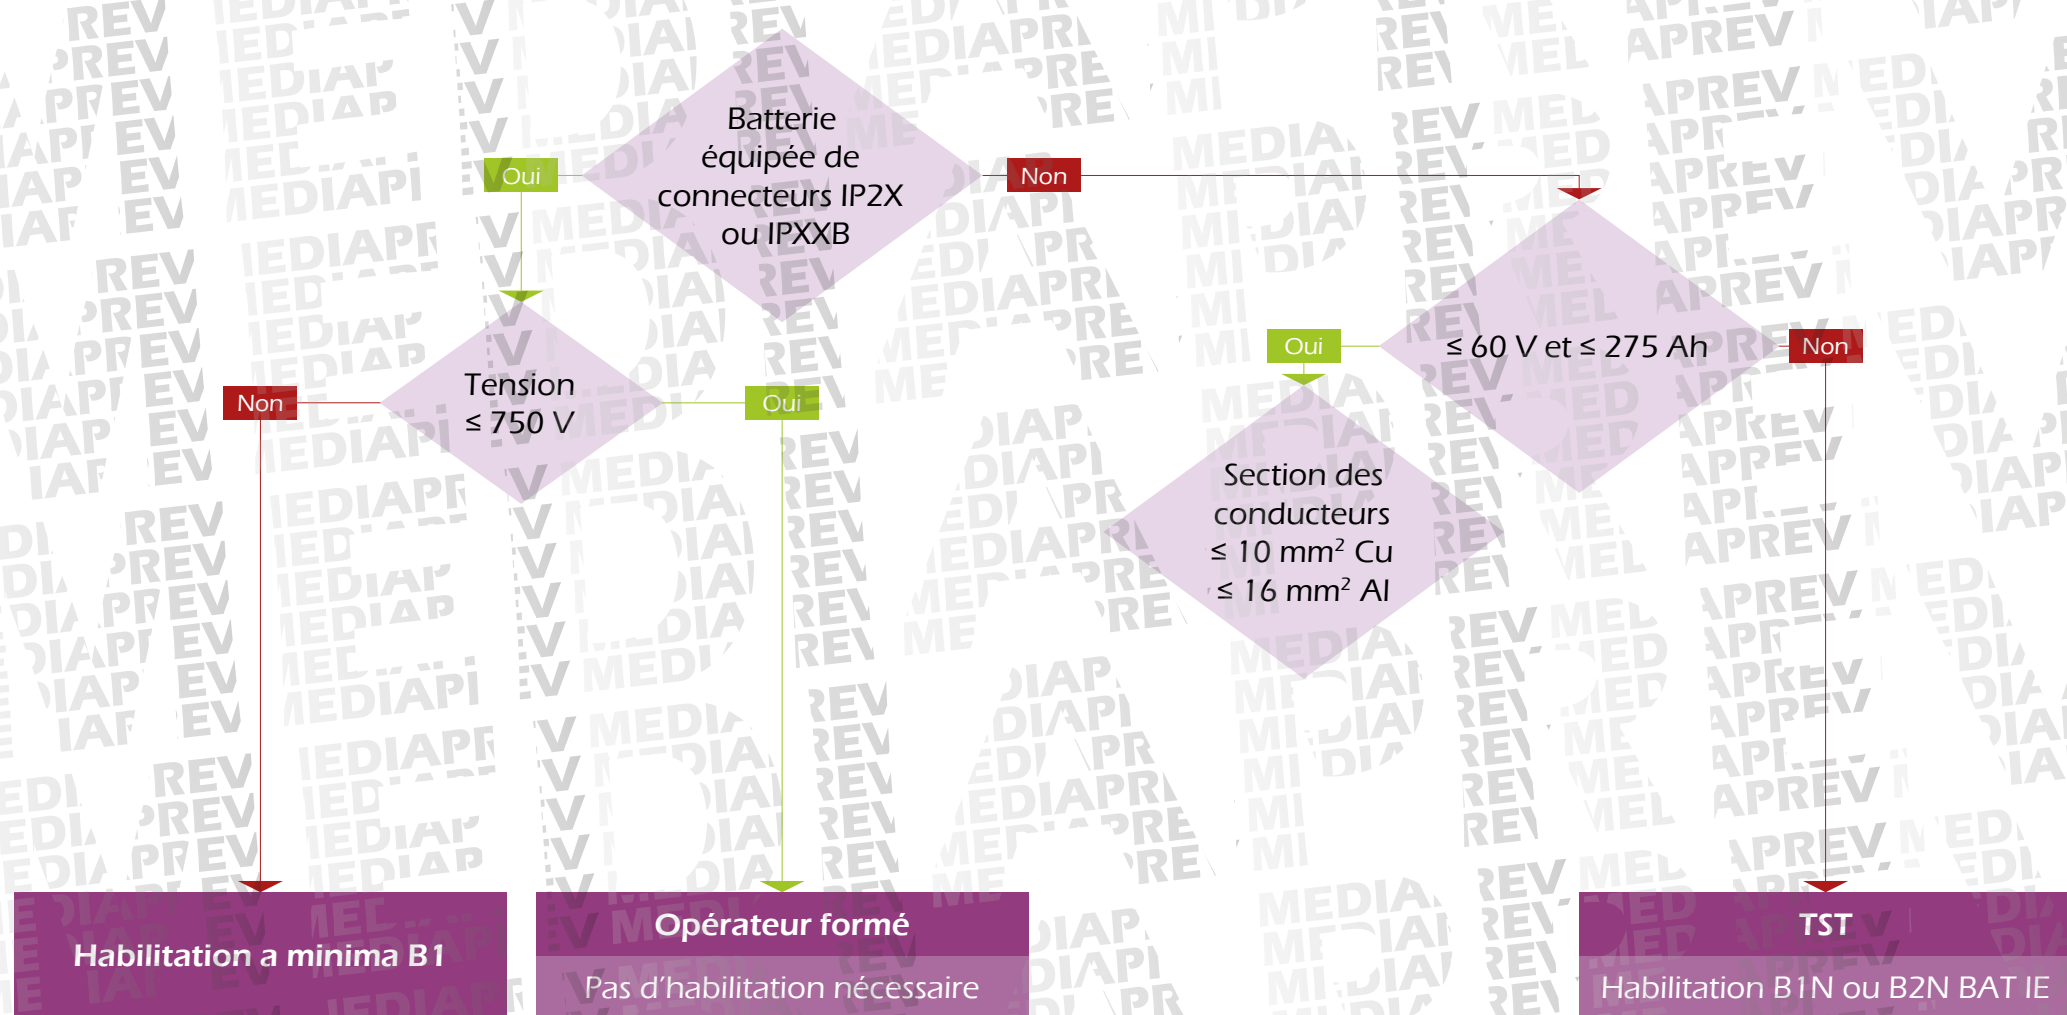 Batterie
équipée de
connecteurs IP2X
ou IPXXB
Oui
Non
Tension
≤ 750 V
Non
Oui
≤ 60 V et ≤ 275 Ah
Oui
Non
Section des
conducteurs
≤ 10 mm² Cu
≤ 16 mm² Al
Habilitation a minima B1
Opérateur formé
Pas d'habilitation nécessaire
TST
Habilitation B1N ou B2N BAT IE